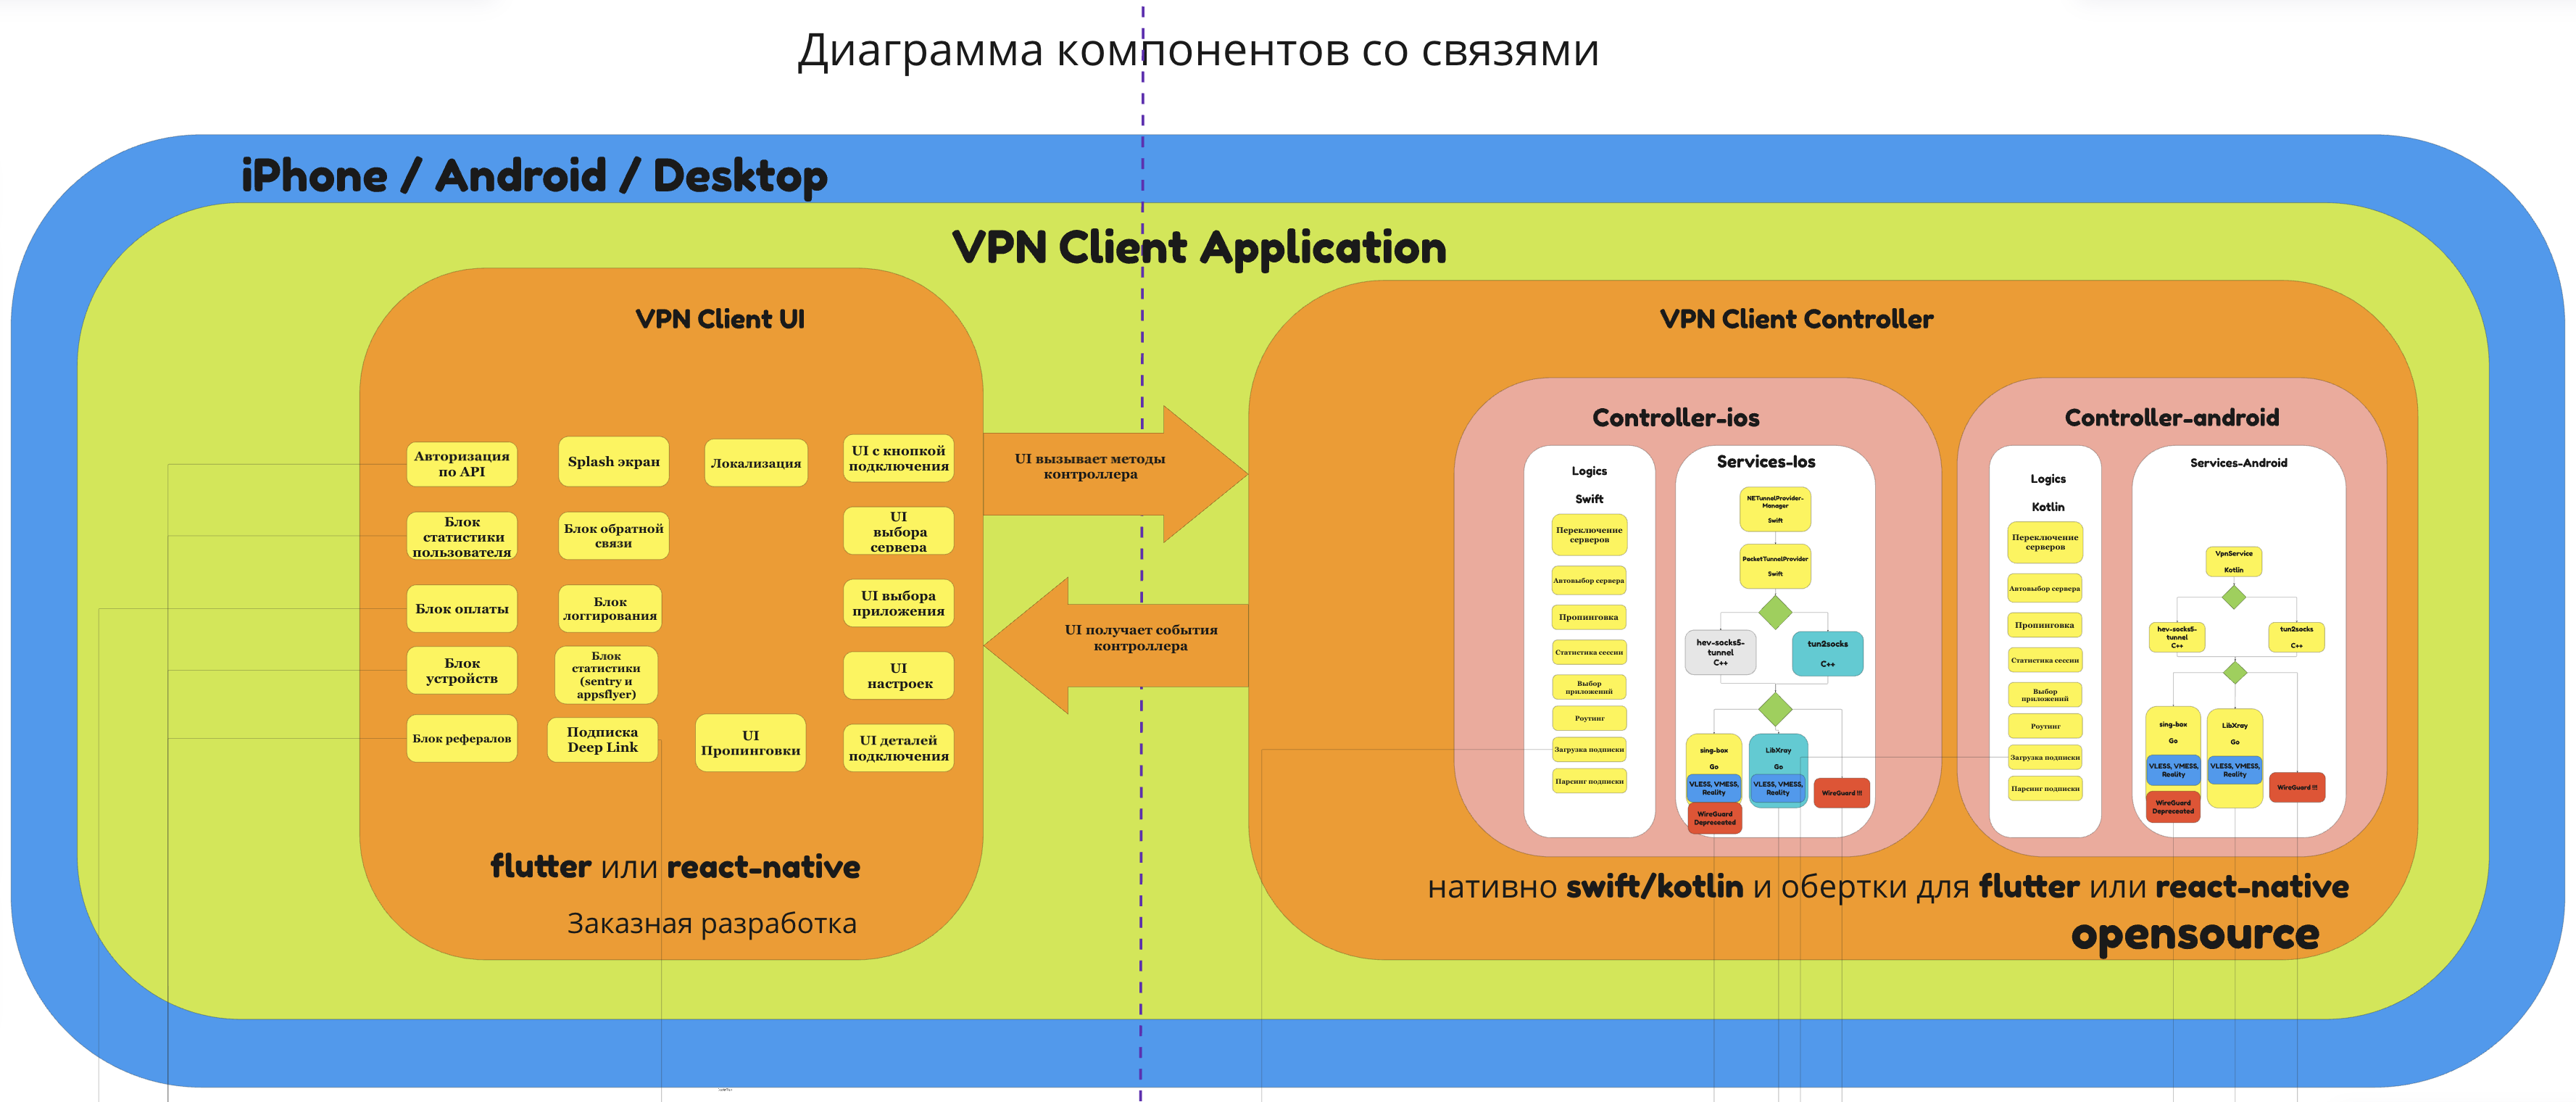 Диаграмма компонентов со связями
iPhone / Android / Desktop
VPN Client Application
VPN Client UI
Авторизация
по API
Splash экран
Локализация
UI с кнопкой
подключения
Блок
статистики
пользователя
Блок обратной
связи
UI
выбора
сервера
Блок оплаты
Блок
логгирования
UI выбора
приложения
Блок
устройств
Блок
статистики
(sentry и
appsflyer)
UI
настроек
Блок рефералов
Подписка
Deep Link
UI
Пропинговки
UI деталей
подключения
flutter или react-native
Заказная разработка
UI вызывает методы
контроллера
UI получает события
контроллера
VPN Client Controller
Controller-ios
Logics
Swift
Переключение
серверов
Автовыбор сервера
Пропинговка
Статистика сессии
Выбор
приложений
Роутинг
Загрузка подписки
Парсинг подписки
Services-Ios
NETunnelProvider-
Manager
Swift
PacketTunnelProvider
Swift
hev-socks5-
tunnel
C++
tun2socks
C++
sing-box
Go
VLESS, VMESS,
Reality
WireGuard
Depreseated
LibXray
Go
VLESS, VMESS,
Reality
WireGuard !!!
Controller-android
Logics
Kotlin
Переключение
серверов
Автовыбор сервера
Пропинговка
Статистика сессии
Выбор
приложений
Роутинг
Загрузка подписки
Парсинг подписки
Services-Android
VpnService
Kotlin
hev-socks5-
tunnel
C++
tun2socks
C++
sing-box
Go
VLESS, VMESS,
Reality
WireGuard
Depreseated
LibXray
Go
VLESS, VMESS,
Reality
WireGuard !!!
нативно swift/kotlin и обертки для flutter или react-native
opensource